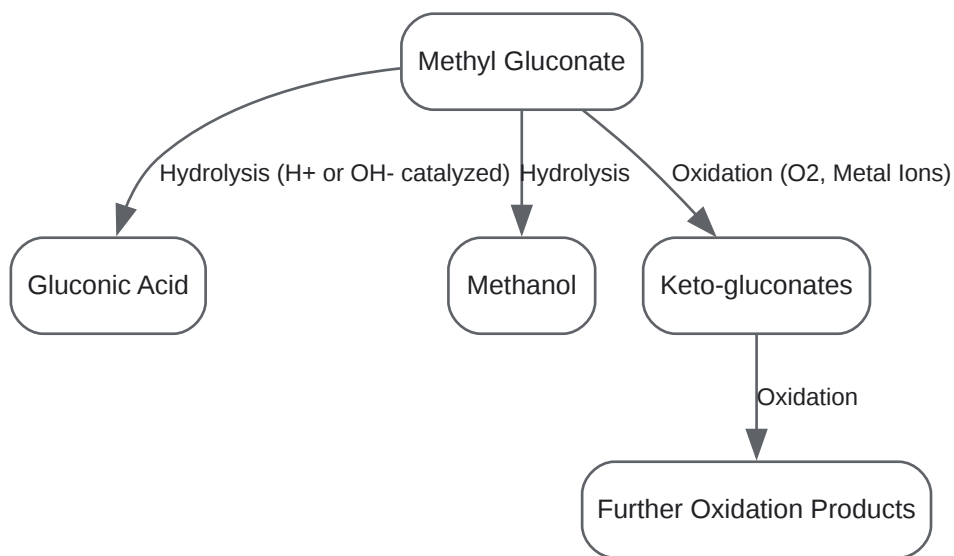 Methyl Gluconate
Hydrolysis (H+ or OH- catalyzed)
Hydrolysis
Oxidation (O2, Metal Ions)
Gluconic Acid
Methanol
Keto-gluconates
Oxidation
Further Oxidation Products